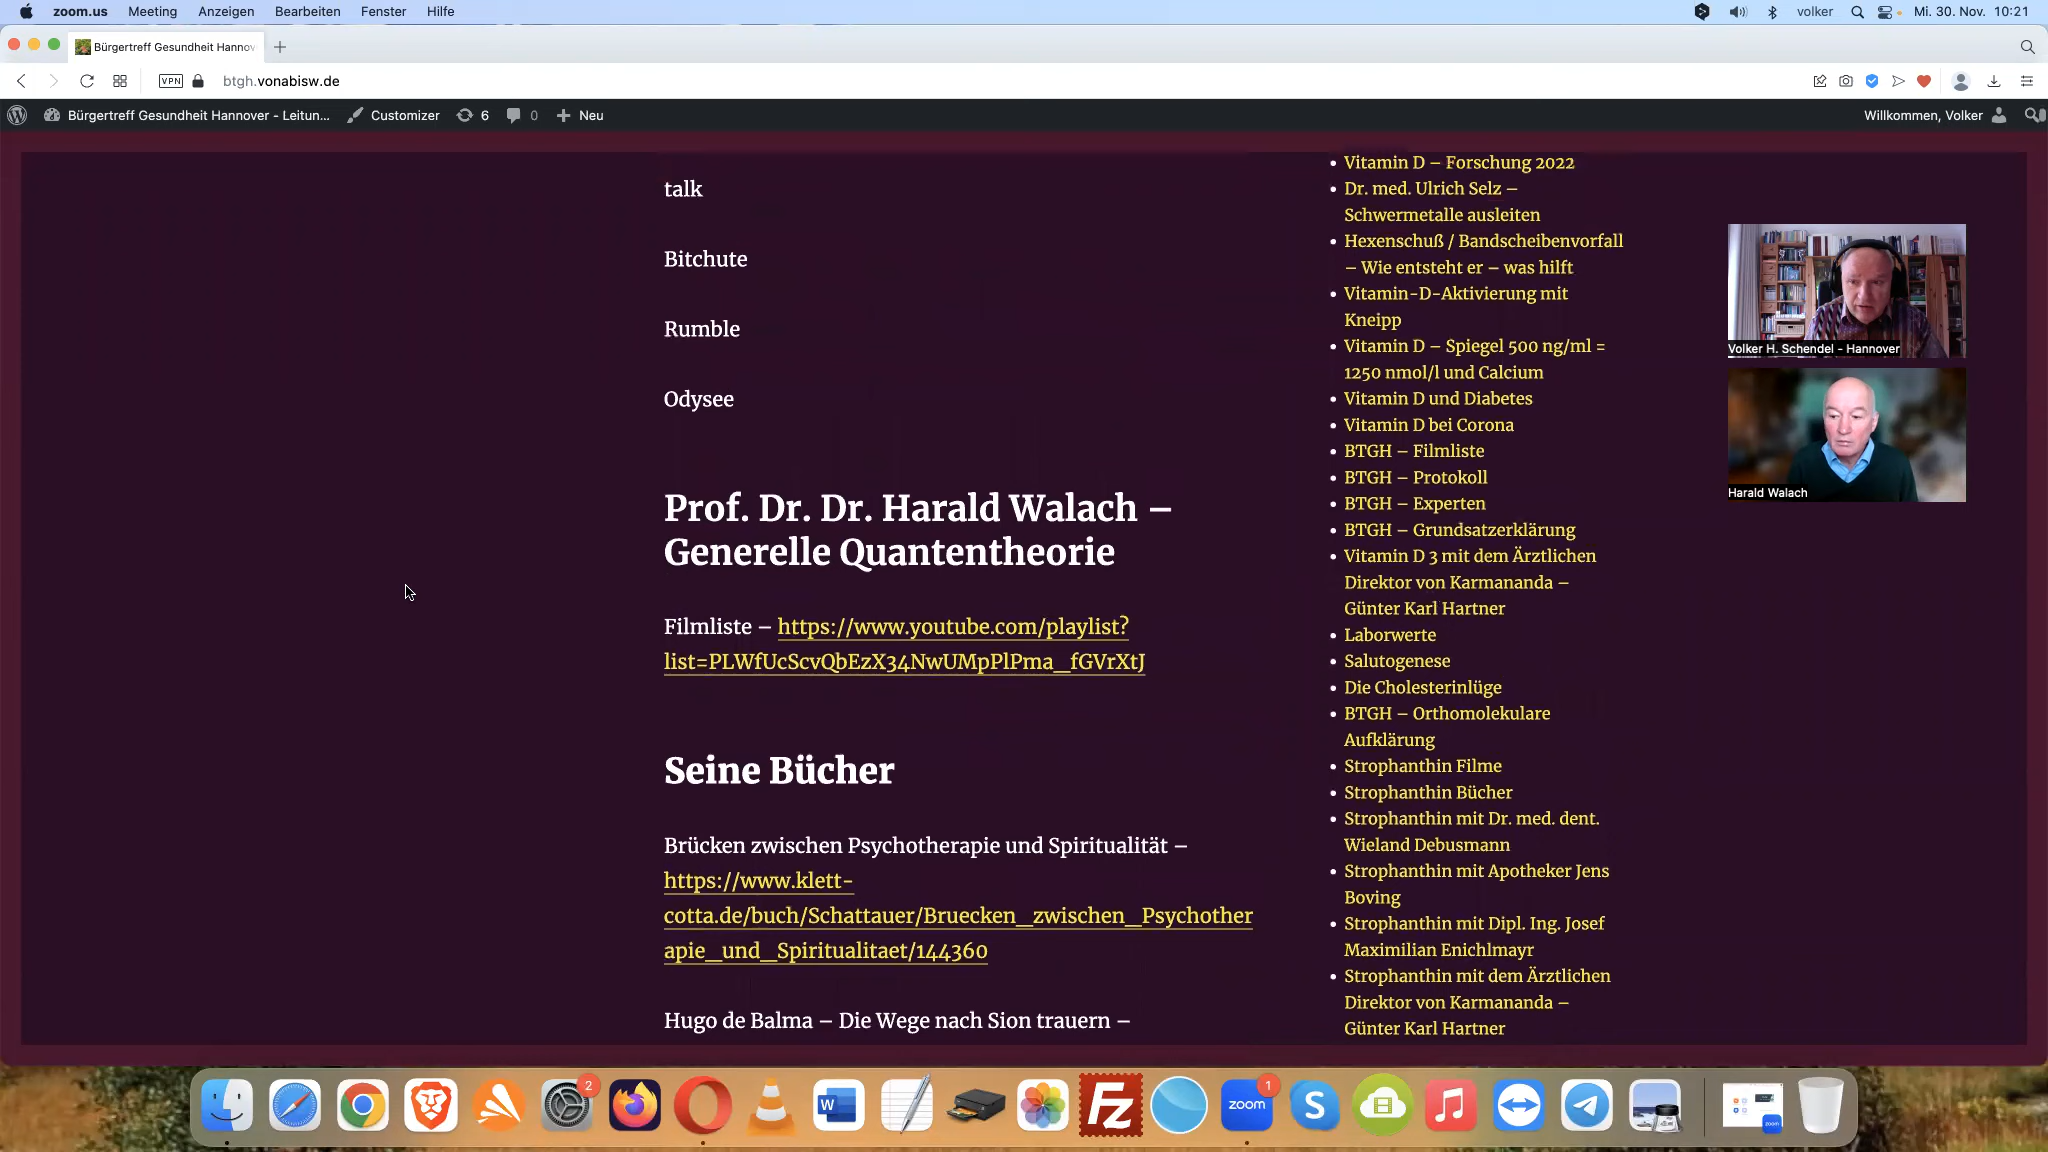 zoom.us Meeting Anzeigen Bearbeiten Fenster Hilfe
volker Mi. 30. Nov. 10:21
Bürgertreff Gesundheit Hannov
VPN btgh.vonabisw.de
Bürgertreff Gesundheit Hannover - Leitun... Customizer 6 0 Neu
Willkommen, Volker
talk
Bitchute
Rumble
Odysee
Prof. Dr. Dr. Harald Walach –
Generelle Quantentheorie
Filmliste – https://www.youtube.com/playlist?
list=PLWfUcScvQbEzX34NwUMpPlPma_fGVrXtJ
Seine Bücher
Brücken zwischen Psychotherapie und Spiritualität –
https://www.klett-
cotta.de/buch/Schattauer/Bruecken_zwischen_Psychother
apie_und_Spiritualitaet/144360
Hugo de Balma – Die Wege nach Sion trauern –
Vitamin D – Forschung 2022
Dr. med. Ulrich Selz –
Schwermetalle ausleiten
Hexenschuß / Bandscheibenvorfall
– Wie entsteht er – was hilft
Vitamin-D-Aktivierung mit
Kneipp
Vitamin D – Spiegel 500 ng/ml =
1250 nmol/l und Calcium
Vitamin D und Diabetes
Vitamin D bei Corona
BTGH – Filmliste
BTGH – Protokoll
BTGH – Experten
BTGH – Grundsatzerklärung
Vitamin D 3 mit dem Ärztlichen
Direktor von Karmananda –
Günter Karl Hartner
Laborwerte
Salutogenese
Die Cholesterinlüge
BTGH – Orthomolekulare
Aufklärung
Strophanthin Filme
Strophanthin Bücher
Strophanthin mit Dr. med. dent.
Wieland Debusmann
Strophanthin mit Apotheker Jens
Boving
Strophanthin mit Dipl. Ing. Josef
Maximilian Enichlmayr
Strophanthin mit dem Ärztlichen
Direktor von Karmananda –
Günter Karl Hartner
Volker H. Schendel - Hannover
Harald Walach
2
W
Fz
zoom
1
S
zoom